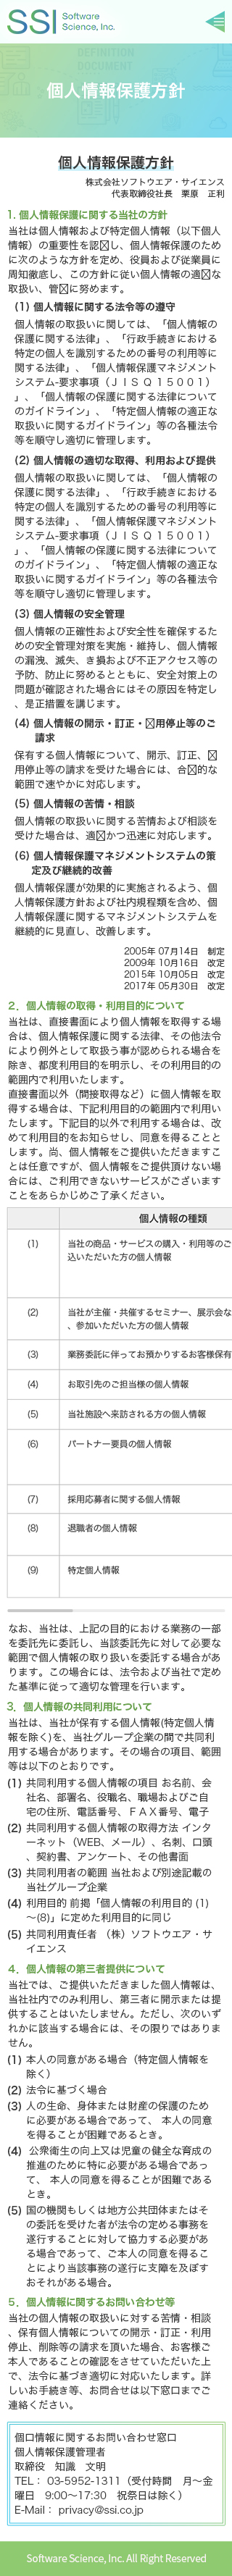 SSI Software Science, Inc.
DEFINITION
DOCUMENT
個人情報保護方針
個人情報保護方針
株式会社ソフトウエア・サイエンス
代表取締役社長　栗原　正利
1. 個人情報保護に関する当社の方針
当社は個人情報および特定個人情報（以下個人
情報）の重要性を認し、個人情報保護のため
に次のような方針を定め、役員および従業員に
周知徹底し、この方針に従い個人情報の適な
取扱い、管に努めます。
(1) 個人情報に関する法令等の遵守
個人情報の取扱いに関しては、「個人情報の
保護に関する法律」、「行政手続きにおける
特定の個人を識別するための番号の利用等に
関する法律」、「個人情報保護マネジメント
システム-要求事項（ＪＩＳ Ｑ １５００１）
」、「個人情報の保護に関する法律について
のガイドライン」、「特定個人情報の適正な
取扱いに関するガイドライン」等の各種法令
等を順守し適切に管理します。
(2) 個人情報の適切な取得、利用および提供
個人情報の取扱いに関しては、「個人情報の
保護に関する法律」、「行政手続きにおける
特定の個人を識別するための番号の利用等に
関する法律」、「個人情報保護マネジメント
システム-要求事項（ＪＩＳ Ｑ １５００１）
」、「個人情報の保護に関する法律について
のガイドライン」、「特定個人情報の適正な
取扱いに関するガイドライン」等の各種法令
等を順守し適切に管理します。
(3) 個人情報の安全管理
個人情報の正確性および安全性を確保するた
めの安全管理対策を実施・維持し、個人情報
の漏洩、滅失、き損および不正アクセス等の
予防、防止に努めるとともに、安全対策上の
問題が確認された場合にはその原因を特定し
、是正措置を講じます。
(4) 個人情報の開示・訂正・用停止等のご
請求
保有する個人情報について、開示、訂正、
用停止等の請求を受けた場合には、合的な
範囲で速やかに対応します。
(5) 個人情報の苦情・相談
個人情報の取扱いに関する苦情および相談を
受けた場合は、適かつ迅速に対応します。
(6) 個人情報保護マネジメントシステムの策
定及び継続的改善
個人情報保護が効果的に実施されるよう、個
人情報保護方針および社内規程類を含め、個
人情報保護に関するマネジメントシステムを
継続的に見直し、改善します。
2005年 07月14日　制定
2009年 10月16日　改定
2015年 10月05日　改定
2017年 05月30日　改定
2．個人情報の取得・利用目的について
当社は、直接書面により個人情報を取得する場
合は、個人情報保護に関する法律、その他法令
により例外として取扱う事が認められる場合を
除き、都度利用目的を明示し、その利用目的の
範囲内で利用いたします。
直接書面以外（間接取得など）に個人情報を取
得する場合は、下記利用目的の範囲内で利用い
たします。下記目的以外で利用する場合は、改
めて利用目的をお知らせし、同意を得ることと
します。尚、個人情報をご提供いただきますこ
とは任意ですが、個人情報をご提供頂けない場
合には、ご利用できないサービスがございます
ことをあらかじめご了承ください。
個人情報の種類
(1) 当社の商品・サービスの購入・利用等のご
込いただいた方の個人情報
(2) 当社が主催・共催するセミナー、展示会な
、参加いただいた方の個人情報
(3) 業務委託に伴ってお預かりするお客様保有
(4) お取引先のご担当様の個人情報
(5) 当社施設へ来訪される方の個人情報
(6) パートナー要員の個人情報
(7) 採用応募者に関する個人情報
(8) 退職者の個人情報
(9) 特定個人情報
なお、当社は、上記の目的における業務の一部
を委託先に委託し、当該委託先に対して必要な
範囲で個人情報の取り扱いを委託する場合があ
ります。この場合には、法令および当社で定め
た基準に従って適切な管理を行います。
3．個人情報の共同利用について
当社は、当社が保有する個人情報(特定個人情
報を除く)を、当社グループ企業の間で共同利
用する場合があります。その場合の項目、範囲
等は以下のとおりです。
(1) 共同利用する個人情報の項目 お名前、会
社名、部署名、役職名、職場およびご自
宅の住所、電話番号、ＦＡＸ番号、電子
(2) 共同利用する個人情報の取得方法 インタ
ーネット（WEB、メール）、名刺、口頭
、契約書、アンケート、その他書面
(3) 共同利用者の範囲 当社および別途記載の
当社グループ企業
(4) 利用目的 前掲「個人情報の利用目的 (1)
～(8)」に定めた利用目的に同じ
(5) 共同利用責任者 （株）ソフトウエア・サ
イエンス
4．個人情報の第三者提供について
当社では、ご提供いただきました個人情報は、
当社社内でのみ利用し、第三者に開示または提
供することはいたしません。ただし、次のいず
れかに該当する場合には、その限りではありま
せん。
(1) 本人の同意がある場合（特定個人情報を
除く）
(2) 法令に基づく場合
(3) 人の生命、身体または財産の保護のため
に必要がある場合であって、 本人の同意
を得ることが困難であるとき。
(4) 公衆衛生の向上又は児童の健全な育成の
推進のために特に必要がある場合であっ
て、 本人の同意を得ることが困難である
とき。
(5) 国の機関もしくは地方公共団体またはそ
の委託を受けた者が法令の定める事務を
遂行することに対して協力する必要があ
る場合であって、ご本人の同意を得るこ
とにより当該事務の遂行に支障を及ぼす
おそれがある場合。
5．個人情報に関するお問い合わせ等
当社の個人情報の取扱いに対する苦情・相談
、保有個人情報についての開示・訂正・利用
停止、削除等の請求を頂いた場合、お客様ご
本人であることの確認をさせていただいた上
で、法令に基づき適切に対応いたします。詳
しいお手続き等、お問合せは以下窓口までご
連絡ください。
個口情報に関するお問い合わせ窓口
個人情報保護管理者
取締役　知識　文明
TEL： 03-5952-1311（受付時間　月～金
曜日　9:00～17:30　祝祭日は除く）
E-Mail： privacy@ssi.co.jp
Software Science, Inc. All Right Reserved